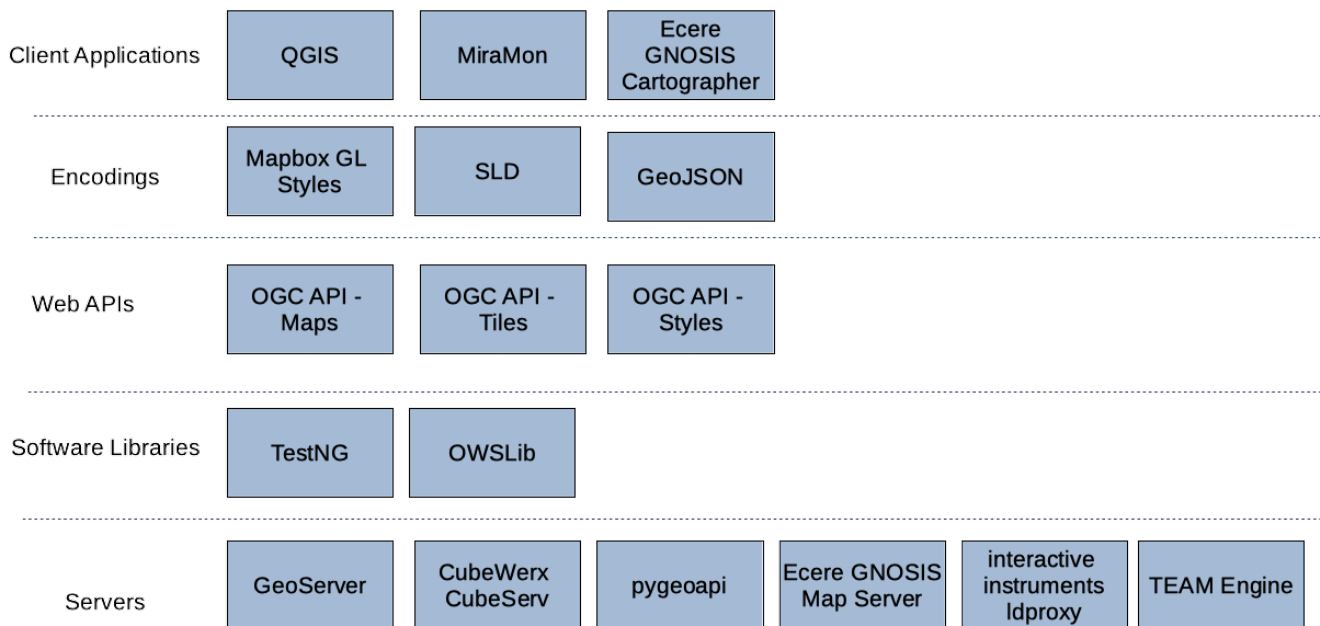 Client Applications
QGIS
MiraMon
Ecere
GNOSIS
Cartographer
Encodings
Mapbox GL
Styles
SLD
GeoJSON
Web APIs
OGC API -
Maps
OGC API -
Tiles
OGC API -
Styles
Software Libraries
TestNG
OWSLib
Servers
GeoServer
CubeWerx
CubeServ
pygeoapi
Ecere GNOSIS
Map Server
interactive
instruments
ldproxy
TEAM Engine